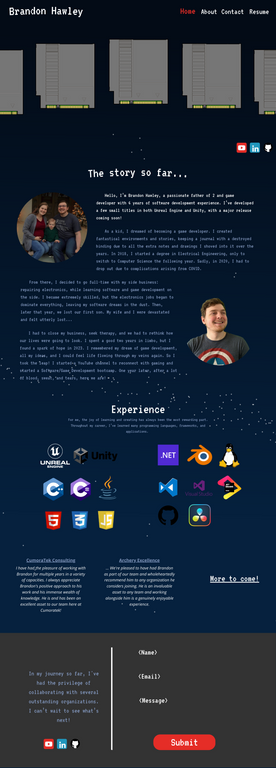 Brandon Hawley
Home About Contact Resume
The story so far...
Hello, I'm Brandon Hawley, a passionate father of 2 and game
developer with 6 years of software development experience. I've developed
a few small titles in both Unreal Engine and Unity, with a major release
coming soon!
As a kid, I dreamed of becoming a game developer. I created
fantastical environments and stories, keeping a journal with a destroyed
binding due to all the extra notes and drawings I shoved into it over the
years. In 2018, I started a degree in Electrical Engineering, only to
switch to Computer Science the following year. Sadly, in 2020, I had to
drop out due to complications arising from COVID.
From there, I decided to go full-time with my side business:
repairing electronics, while learning software and game development on
the side. I became extremely skilled, but the electronics jobs began to
dominate everything, leaving my software dreams in the dust. Then,
later that year, we lost our first son. My wife and I were devastated
and felt utterly lost...
I had to close my business, seek therapy, and we had to rethink how
our lives were going to look. I spent a good two years in limbo, but I
found a spark of hope in 2023. I remembered my dream of game development,
all my ideas, and I could feel life flowing through my veins again. So I
took the leap! I started a YouTube channel to reconnect with gaming and
started a Software/Game Development bootcamp. One year later, after a lot
of blood, sweat, and tears, here we are!
Experience
For me, the joy of learning and creating has always been the most rewarding part.
Throughout my career, I've learned many programming languages, frameworks, and
applications.
UNREAL
ENGINE
Unity
.NET
Java
CumoraTek Consulting
I have had the pleasure of working with
Brandon for multiple years in a variety
of capacities. I always appreciate
Brandon's positive approach to his
work and his immense wealth of
knowledge. He is and has been an
excellent asset to our team here at
Cumoratek!
Archery Excellence
... We're pleased to have had Brandon
as part of our team and wholeheartedly
recommend him to any organization he
considers joining. He is an invaluable
asset to any team and working
alongside him is a genuinely enjoyable
experience.
More to come!
In my journey so far, I've
had the privilege of
collaborating with several
outstanding organizations.
I can't wait to see what's
next!
(Name)
(Email)
(Message)
Submit